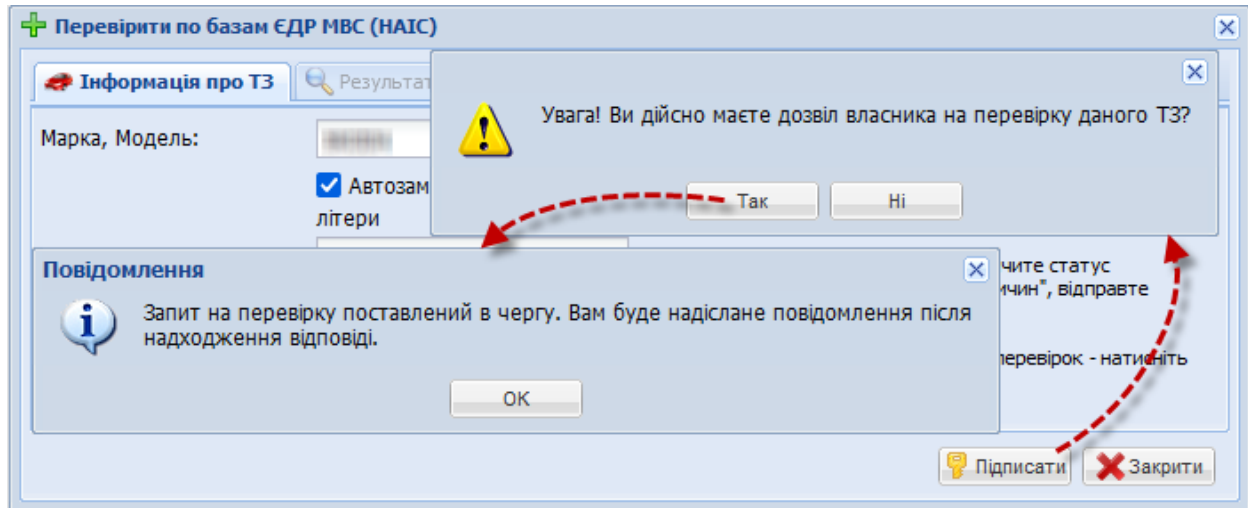 Перевірити по базам ЄДР МВС (НАІС)
Інформація про ТЗ
Результат
Марка, Модель:
Увага! Ви дійсно маєте дозвіл власника на перевірку даного ТЗ?
Так
Ні
Автозам
літери
Повідомлення
Запит на перевірку поставлений в чергу. Вам буде надіслане повідомлення після
надходження відповіді.
OK
чите статус
ичин", відправте
перевірок - натисніть
Підписати
Закрити